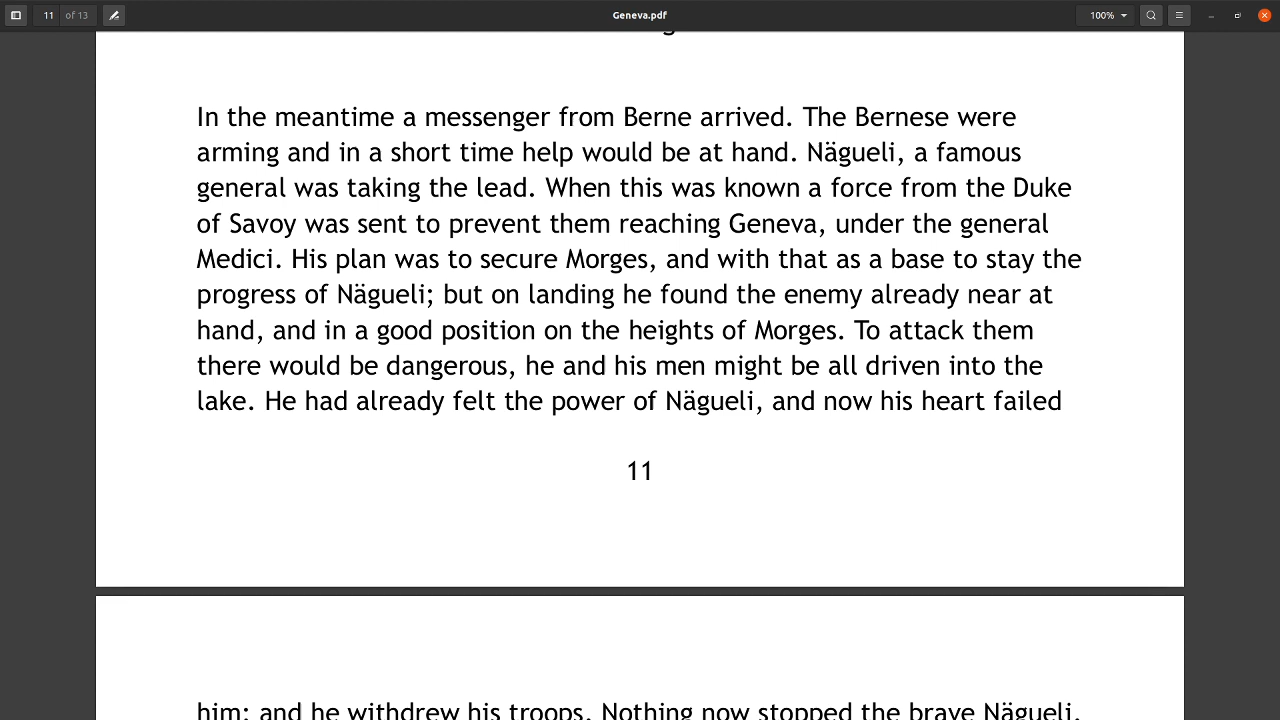 11 of 13
Geneva.pdf
100%
In the meantime a messenger from Berne arrived. The Bernese were
arming and in a short time help would be at hand. Nägueli, a famous
general was taking the lead. When this was known a force from the Duke
of Savoy was sent to prevent them reaching Geneva, under the general
Medici. His plan was to secure Morges, and with that as a base to stay the
progress of Nägueli; but on landing he found the enemy already near at
hand, and in a good position on the heights of Morges. To attack them
there would be dangerous, he and his men might be all driven into the
lake. He had already felt the power of Nägueli, and now his heart failed
11
him; and he withdrew his troops. Nothing now stopped the brave Nägueli.